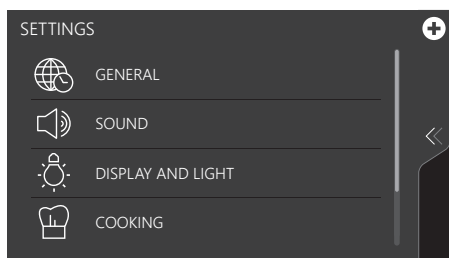 SETTINGS
GENERAL
SOUND
DISPLAY AND LIGHT
COOKING